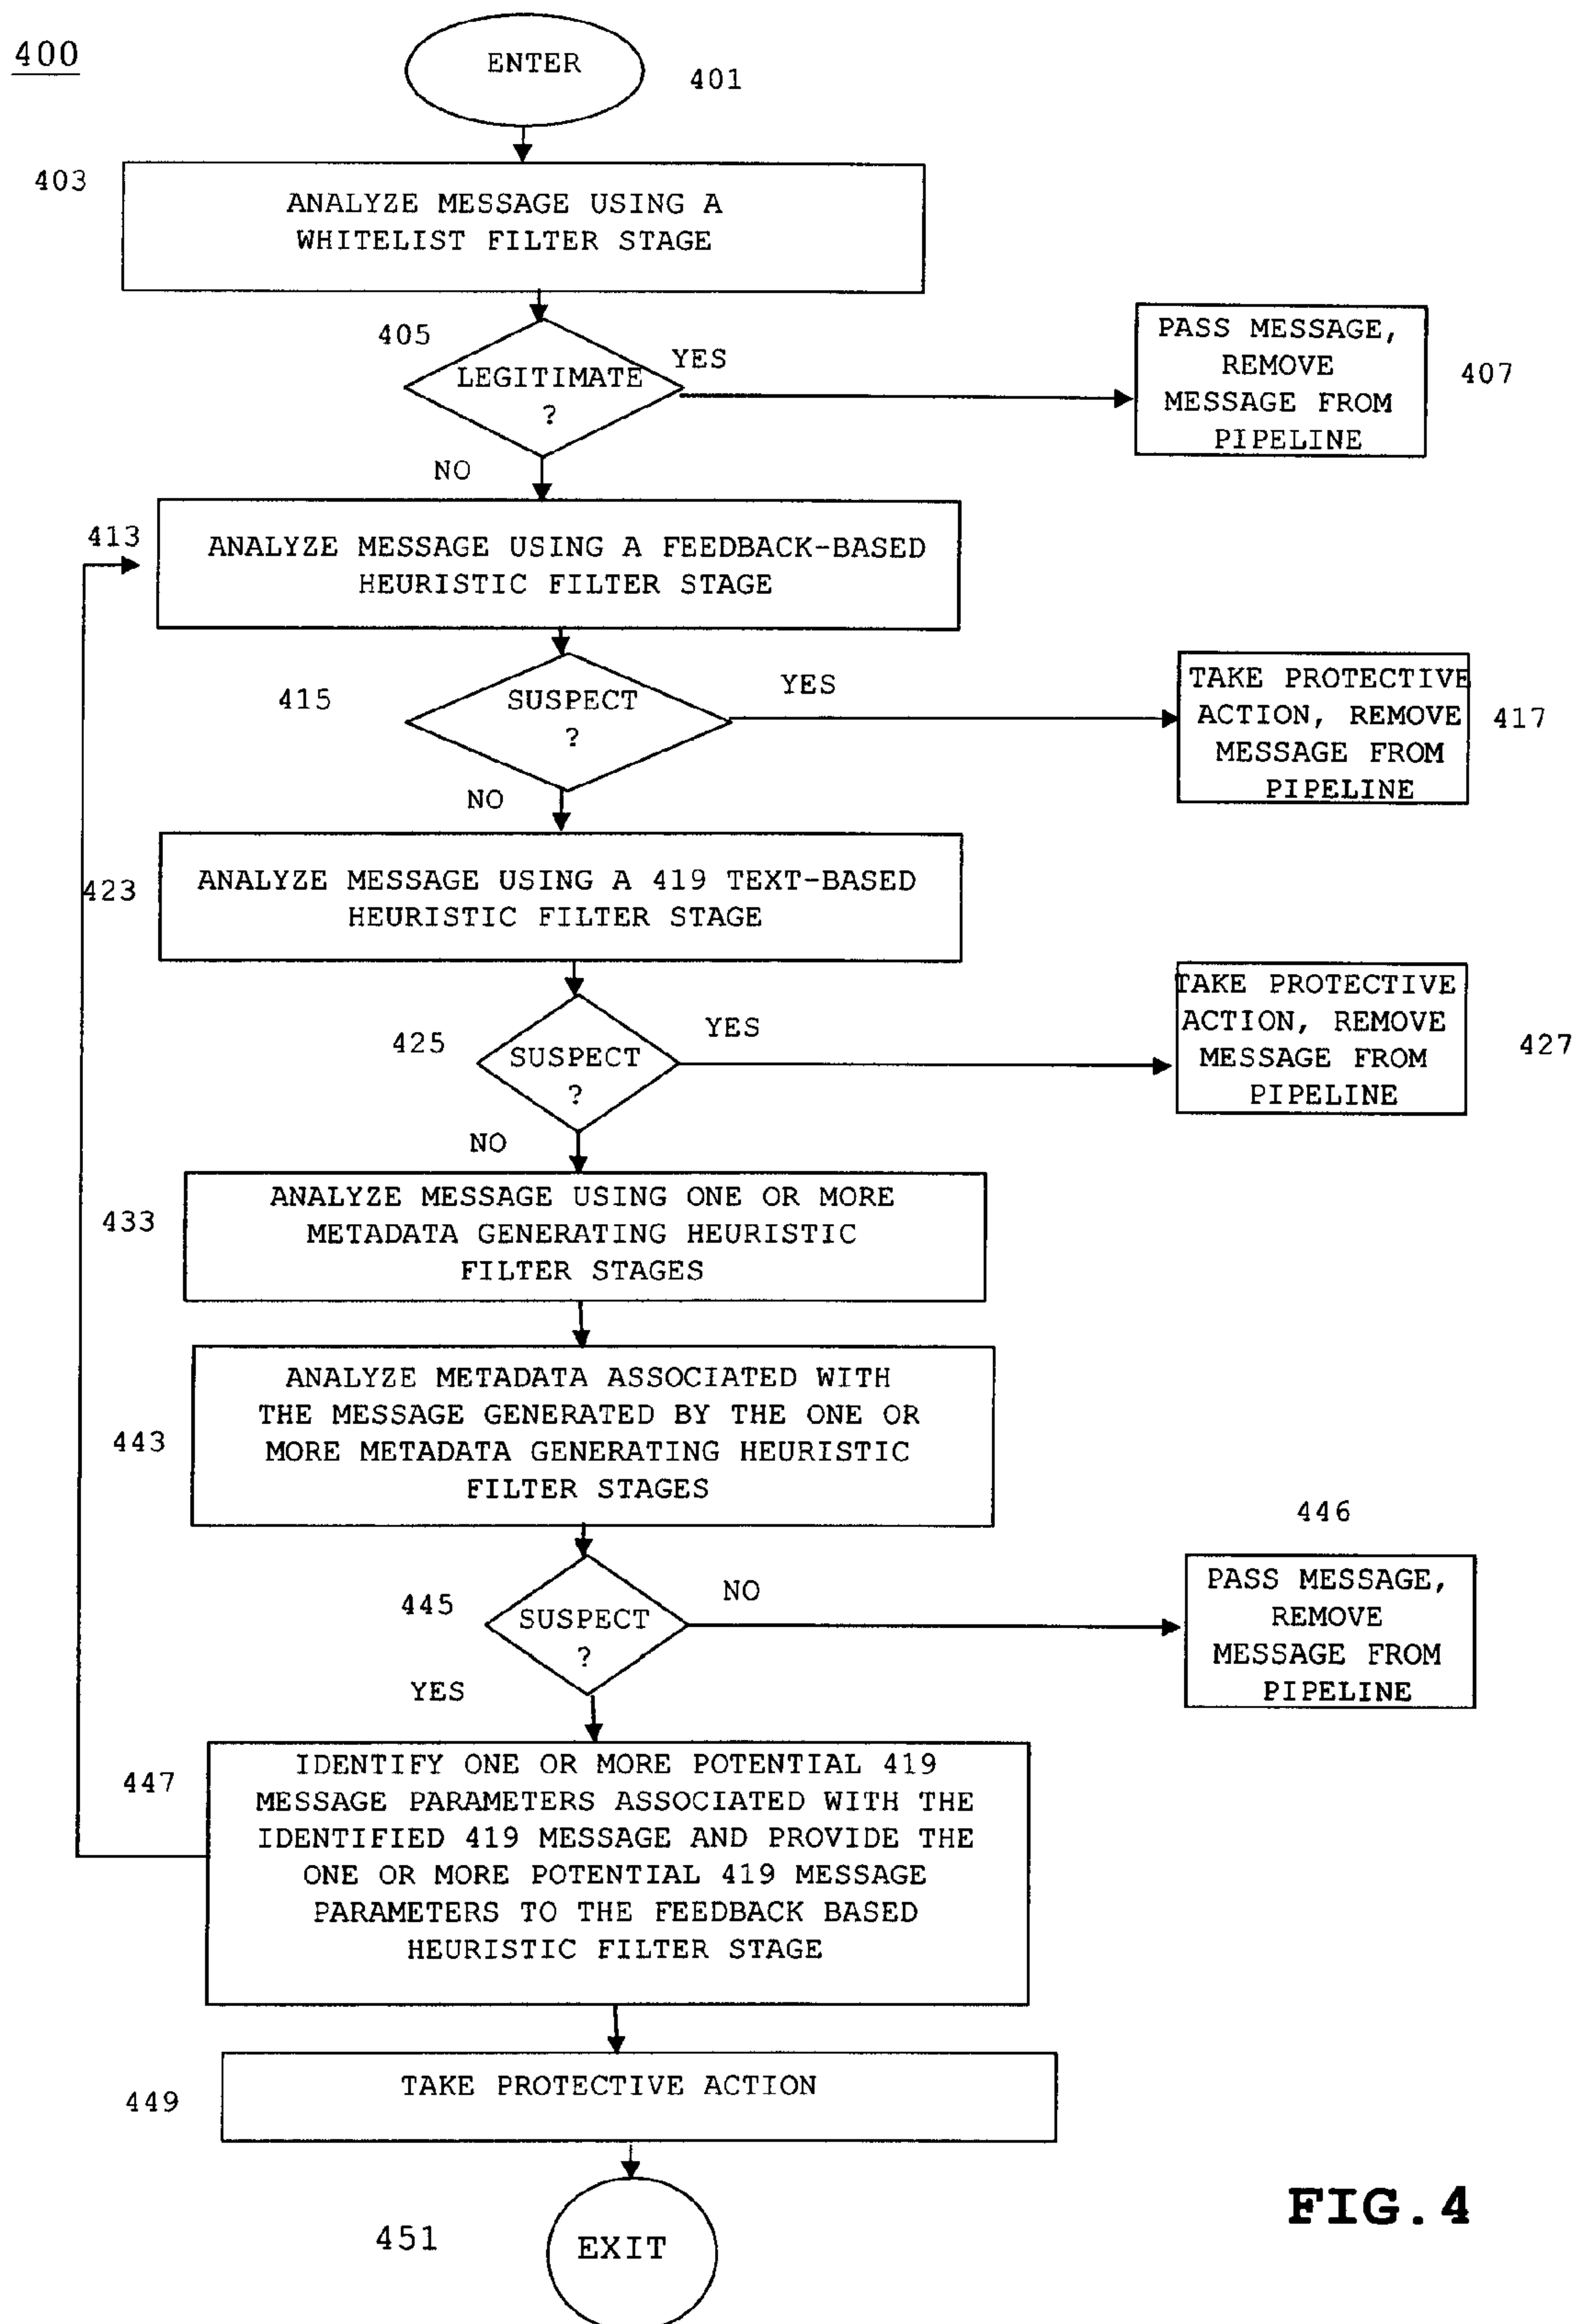 400
ENTER
401
403
ANALYZE MESSAGE USING A
WHITELIST FILTER STAGE
405
LEGITIMATE
?
YES
PASS MESSAGE,
REMOVE
MESSAGE FROM
PIPELINE
407
NO
413
ANALYZE MESSAGE USING A FEEDBACK-BASED
HEURISTIC FILTER STAGE
415
SUSPECT
?
YES
TAKE PROTECTIVE
ACTION, REMOVE
MESSAGE FROM
PIPELINE
417
NO
423
ANALYZE MESSAGE USING A 419 TEXT-BASED
HEURISTIC FILTER STAGE
425
SUSPECT
?
YES
TAKE PROTECTIVE
ACTION, REMOVE
MESSAGE FROM
PIPELINE
427
NO
433
ANALYZE MESSAGE USING ONE OR MORE
METADATA GENERATING HEURISTIC
FILTER STAGES
443
ANALYZE METADATA ASSOCIATED WITH
THE MESSAGE GENERATED BY THE ONE OR
MORE METADATA GENERATING HEURISTIC
FILTER STAGES
445
SUSPECT
?
NO
446
PASS MESSAGE,
REMOVE
MESSAGE FROM
PIPELINE
YES
447
IDENTIFY ONE OR MORE POTENTIAL 419
MESSAGE PARAMETERS ASSOCIATED WITH THE
IDENTIFIED 419 MESSAGE AND PROVIDE THE
ONE OR MORE POTENTIAL 419 MESSAGE
PARAMETERS TO THE FEEDBACK BASED
HEURISTIC FILTER STAGE
449
TAKE PROTECTIVE ACTION
451
EXIT
FIG.4